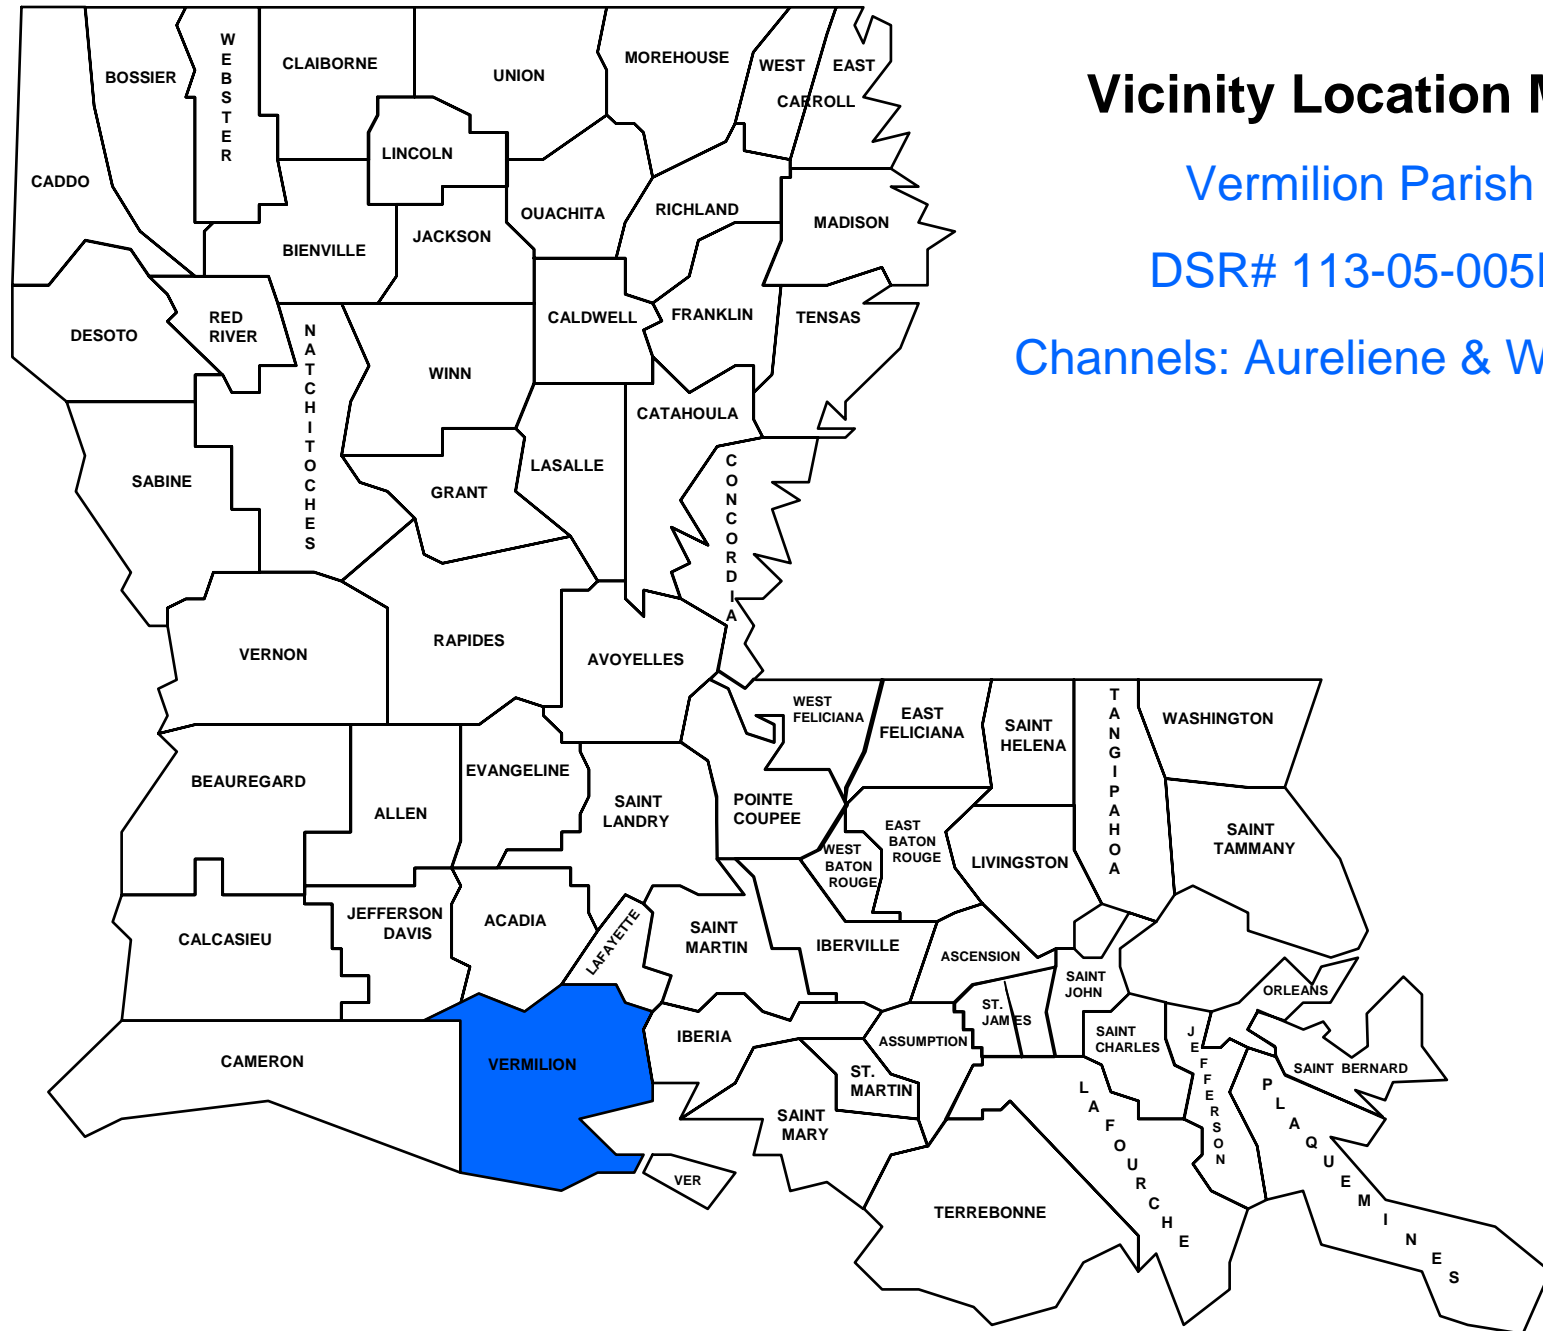 Vicinity Location
Vermilion Parish
DSR# 113-05-005
Channels: Aureliene &
WEBSTER
CLAIBORNE
UNION
MOREHOUSE
WEST
EAST
CARROLL
BOSSIER
LINCOLN
CADDO
OUACHITA
RICHLAND
MADISON
BIENVILLE
JACKSON
RED
RIVER
DESOTO
CALDWELL
FRANKLIN
TENSAS
NATCHITOCHES
WINN
CATAHOULA
LASALLE
SABINE
GRANT
CONCORDIA
VERNON
RAPIDES
AVOYELLES
WEST
FELICIANA
EAST
FELICIANA
SAINT
HELENA
TANGIPAHOA
WASHINGTON
BEAUREGARD
ALLEN
EVANGELINE
SAINT
LANDRY
POINTE
COUPEE
WEST
BATON
ROUGE
EAST
BATON
ROUGE
LIVINGSTON
SAINT
TAMMANY
CALCASIEU
JEFFERSON
DAVIS
ACADIA
LAFAYETTE
SAINT
MARTIN
IBERVILLE
ASCENSION
SAINT
JOHN
ORLEANS
ST.
JAMES
CAMERON
VERMILION
IBERIA
ASSUMPTION
SAINT
CHARLES
JEFFERSON
SAINT BERNARD
ST.
MARTIN
SAINT
MARY
LAFOURCHE
PLAQUEMINES
VER
TERREBONNE